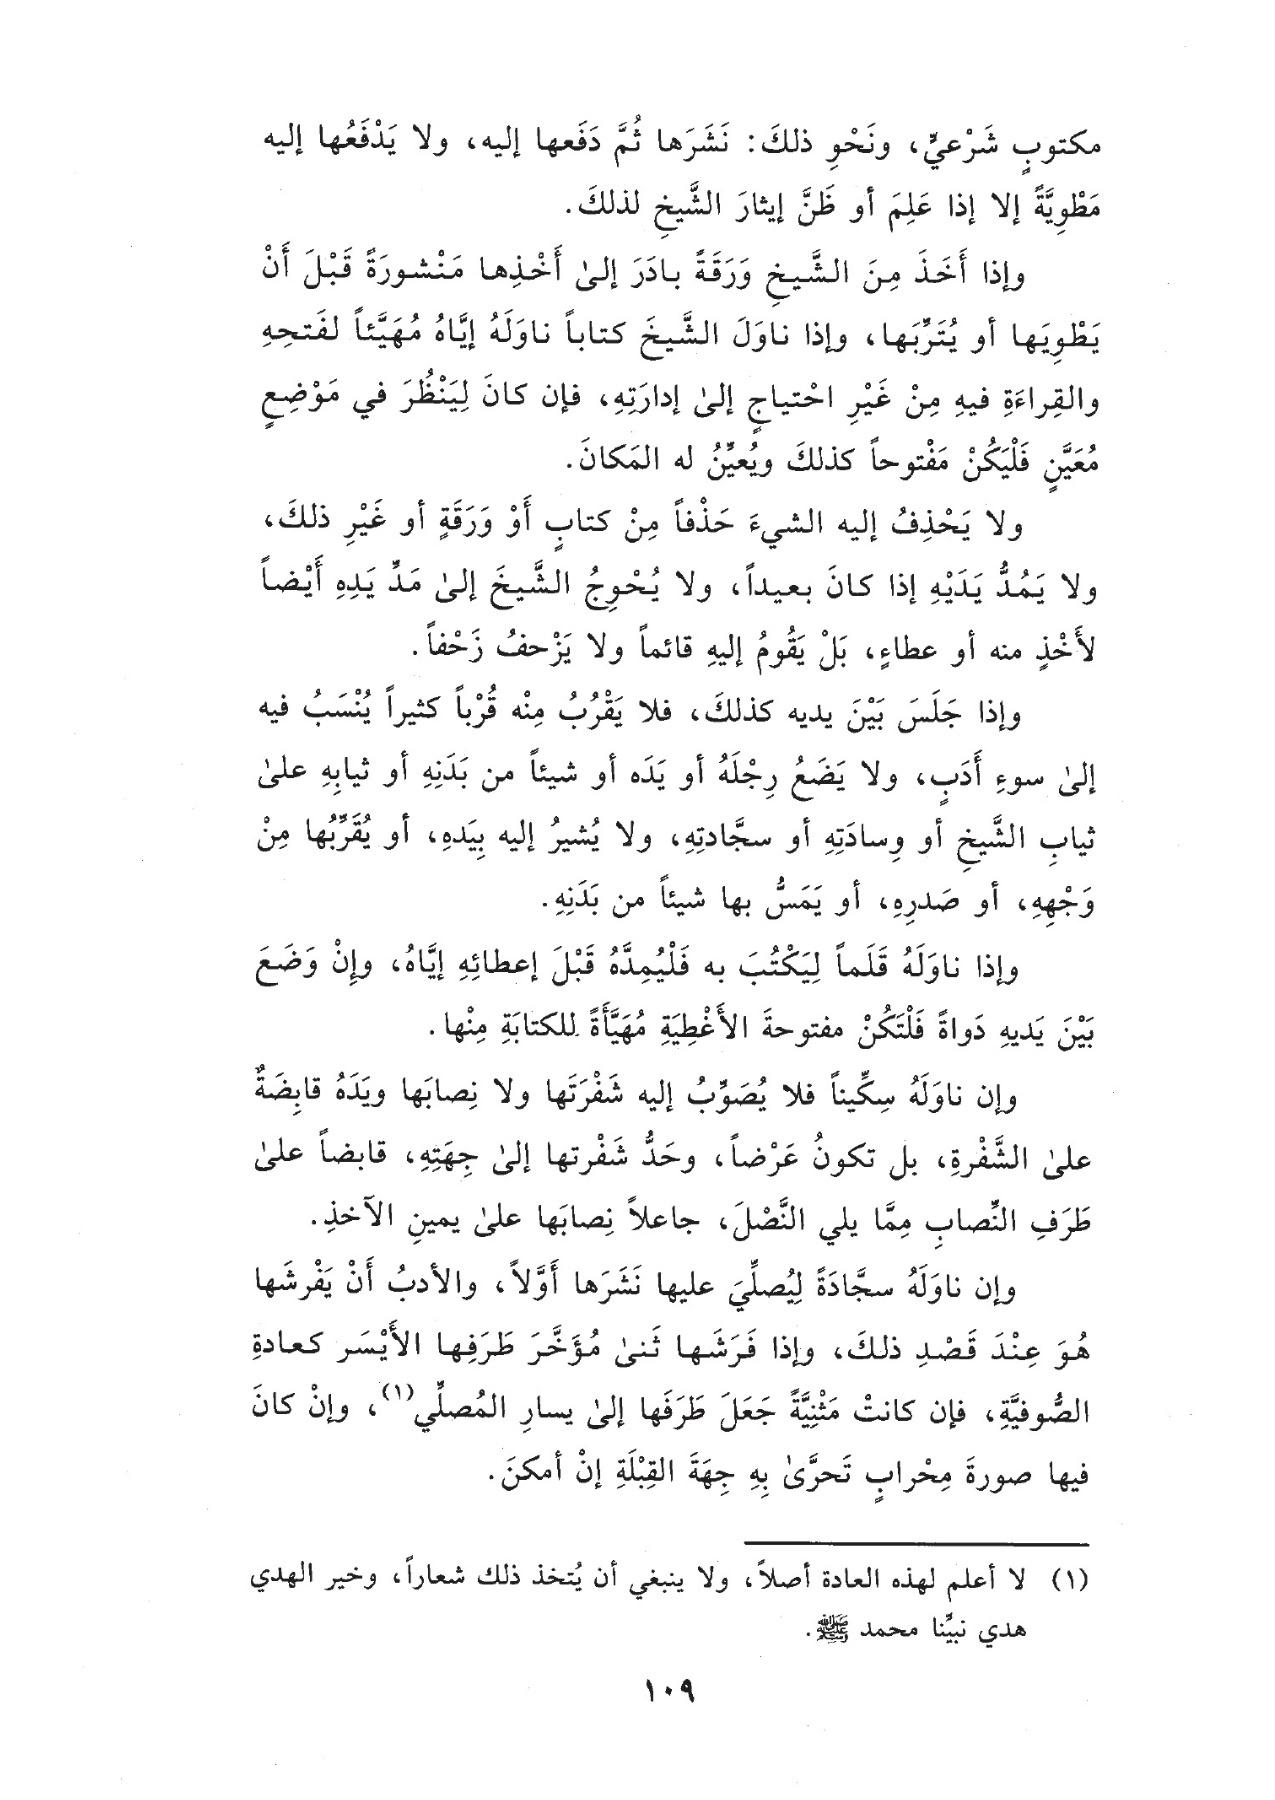 مكتوبٍ شَرْعيٍّ، ونَحْوِ ذلكَ: نَشَرَها ثُمَّ دَفَعها إليه، ولا يَدْفَعُها إليه
مَطْوِيَّةً إلا إذا عَلِمَ أو ظَنَّ إيثارَ الشَّيخِ لذلكَ.
وإذا أَخَذَ مِنَ الشَّيخِ وَرَقَةً بادَرَ إلىٰ أَخْذِها مَنْشورَةً قَبْلَ أَنْ
يَطْوِيَها أو يُتَرِّبَها، وإذا ناوَلَ الشَّيخَ كتاباً ناوَلَهُ إيَّاهُ مُهَيَّئاً لفَتحِهِ
والقِراءَةِ فيهِ مِنْ غَيْرِ احْتياجٍ إلىٰ إدارَتِهِ، فإن كانَ لِيَنْظُرَ في مَوْضِعٍ
مُعَيَّنٍ فَلْيَكُنْ مَفْتوحاً كذلكَ ويُعيِّنُ له المَكانَ.
ولا يَحْذِفُ إليه الشيءَ حَذْفاً مِنْ كتابٍ أَوْ وَرَقَةٍ أو غَيْرِ ذلكَ،
ولا يَمُدُّ يَدَيْهِ إذا كانَ بعيداً، ولا يُحْوِجُ الشَّيخَ إلىٰ مَدِّ يَدِهِ أَيْضاً
لأَخْذٍ منه أو عطاءٍ، بَلْ يَقُومُ إليهِ قائماً ولا يَزْحفُ زَحْفاً.
وإذا جَلَسَ بَيْنَ يديه كذلكَ، فلا يَقْرُبُ مِنْه قُرْباً كثيراً يُنْسَبُ فيه
إلىٰ سوءِ أَدَبٍ، ولا يَضَعُ رِجْلَهُ أو يَدَه أو شيئاً من بَدَنِهِ أو ثيابِهِ علىٰ
ثيابِ الشَّيخِ أو وِسادَتِهِ أو سجَّادتِهِ، ولا يُشيرُ إليه بِيَدهِ، أو يُقَرِّبُها مِنْ
وَجْهِهِ، أو صَدرِهِ، أو يَمَسُّ بها شيئاً من بَدَنِهِ.
وإذا ناوَلَهُ قَلَماً لِيَكْتُبَ به فَلْيُمِدَّهُ قَبْلَ إعطائِهِ إيَّاهُ، وإِنْ وَضَعَ
بَيْنَ يَديهِ دَواةً فَلْتَكُنْ مفتوحةَ الأَغْطِيَةِ مُهَيَّأَةً للكتابَةِ مِنْها.
وإن ناوَلَهُ سِكِّيناً فلا يُصَوِّبُ إليه شَفْرَتَها ولا نِصابَها ويَدَهُ قابِضَةٌ
علىٰ الشَّفْرةِ، بل تكونُ عَرْضاً، وحَدُّ شَفْرتها إلىٰ جِهَتِهِ، قابضاً علىٰ
طَرَفِ النِّصابِ مِمَّا يلي النَّصْلَ، جاعلاً نِصابَها علىٰ يمينِ الآخذِ.
وإن ناوَلَهُ سجَّادَةً لِيُصلِّيَ عليها نَشَرَها أَوَّلاً، والأدبُ أَنْ يَفْرشَها
هُوَ عِنْدَ قَصْدِ ذلكَ، وإذا فَرَشَها ثَنىٰ مُؤَخَّرَ طَرَفِها الأَيْسَر كعادةِ
الصُّوفيَّةِ، فإن كانتْ مَثْنِيَّةً جَعَلَ طَرَفَها إلىٰ يسارِ المُصلِّي(١)، وإنْ كانَ
فيها صورةَ مِحْرابٍ تَحرَّىٰ بِهِ جِهَةَ القِبْلَةِ إنْ أمكنَ.
(١) لا أعلم لهذه العادة أصلاً، ولا ينبغي أن يُتخذ ذلك شعاراً، وخير الهدي
هدي نبيِّنا محمد ﷺ.
١٠٩